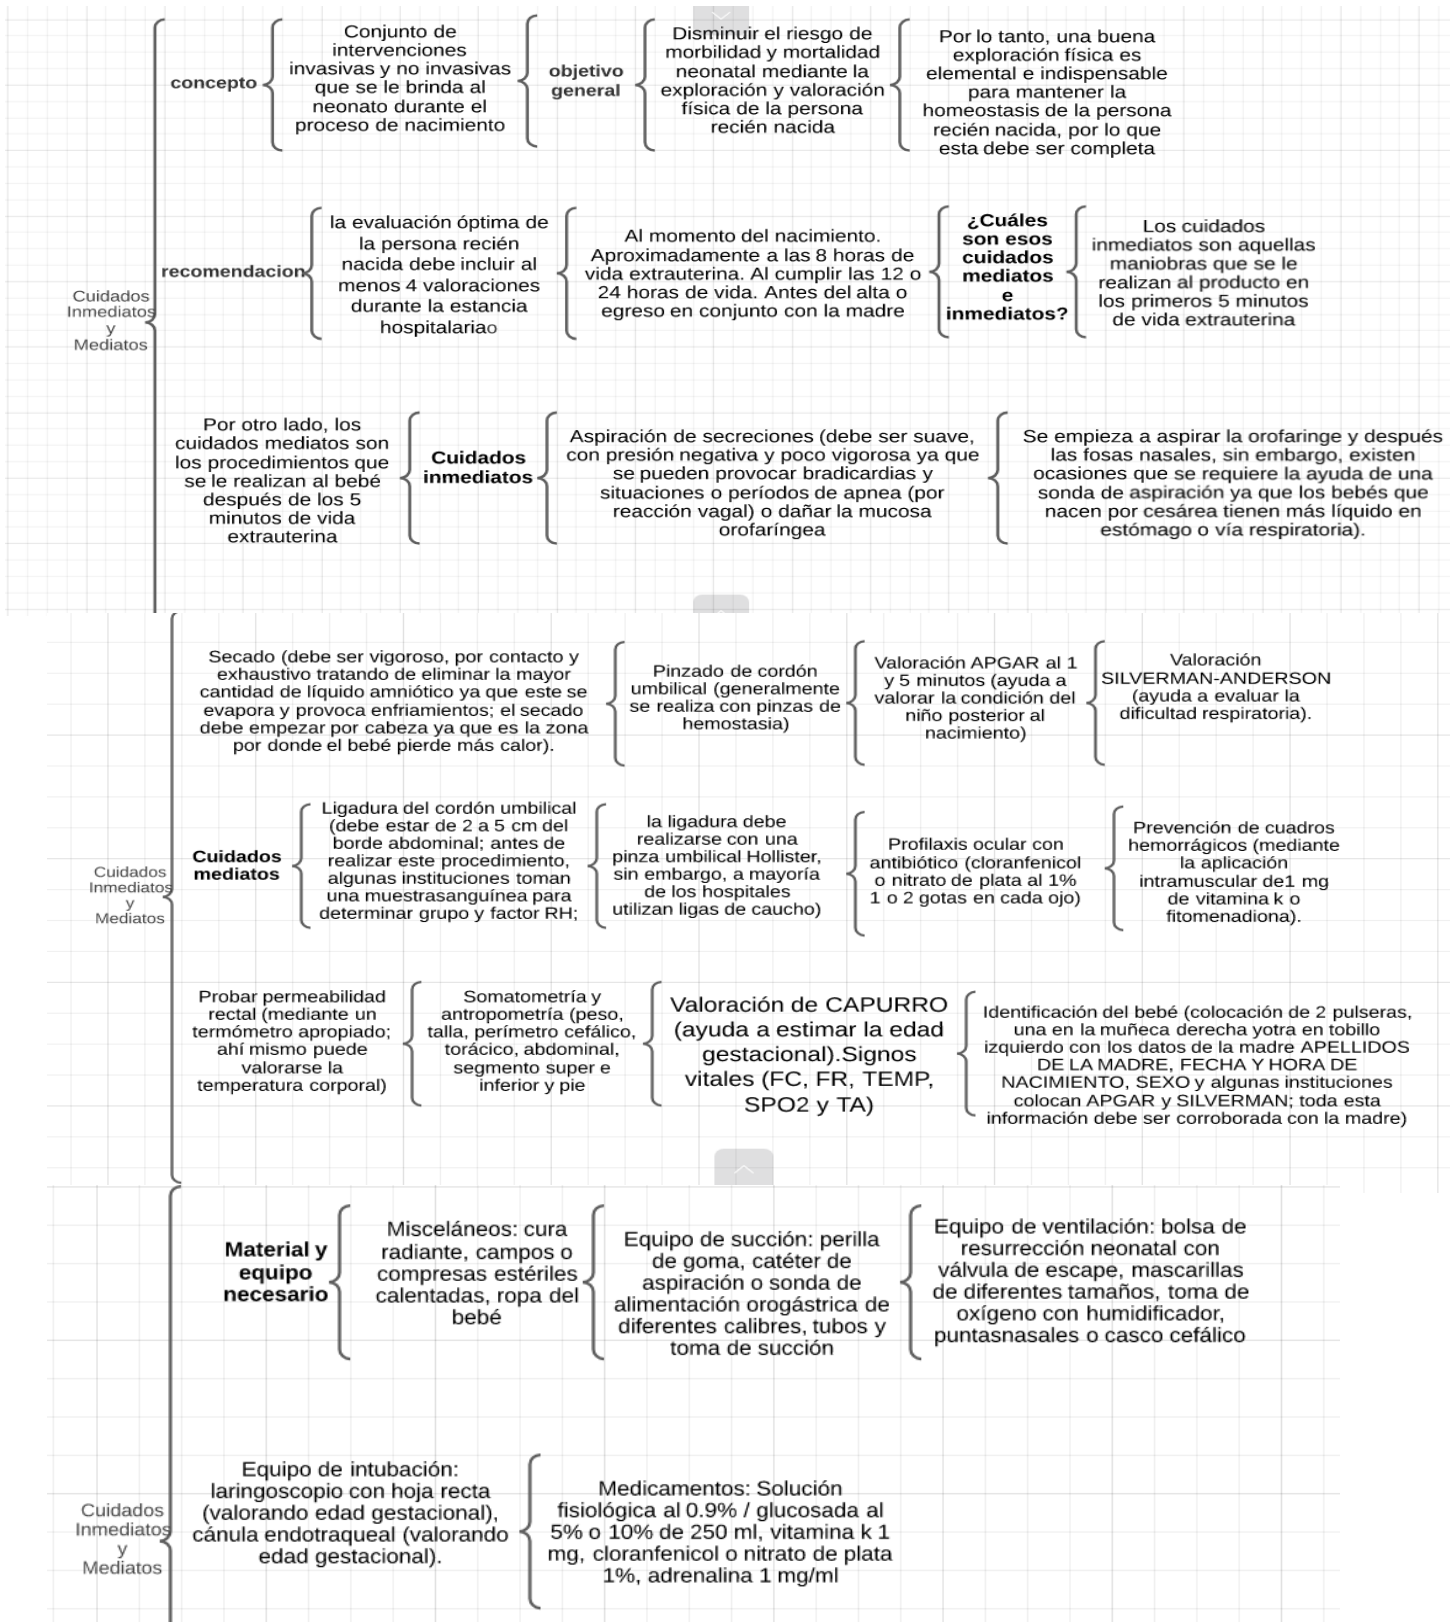 Cuidados
Inmediatos
y
Mediatos
concepto
Conjunto de
intervenciones
invasivas y no invasivas
que se le brinda al
neonato durante el
proceso de nacimiento
objetivo
general
Disminuir el riesgo de
morbilidad y mortalidad
neonatal mediante la
exploración y valoración
física de la persona
recién nacida
Por lo tanto, una buena
exploración física es
elemental e indispensable
para mantener la
homeostasis de la persona
recién nacida, por lo que
esta debe ser completa
recomendacion
la evaluación óptima de
la persona recién
nacida debe incluir al
menos 4 valoraciones
durante la estancia
hospitalariao
Al momento del nacimiento.
Aproximadamente a las 8 horas de
vida extrauterina. Al cumplir las 12 o
24 horas de vida. Antes del alta o
egreso en conjunto con la madre
¿Cuáles
son esos
cuidados
mediatos
e
inmediatos?
Los cuidados
inmediatos son aquellas
maniobras que se le
realizan al producto en
los primeros 5 minutos
de vida extrauterina
Por otro lado, los
cuidados mediatos son
los procedimientos que
se le realizan al bebé
después de los 5
minutos de vida
extrauterina
Cuidados
inmediatos
Aspiración de secreciones (debe ser suave,
con presión negativa y poco vigorosa ya que
se pueden provocar bradicardias y
situaciones o períodos de apnea (por
reacción vagal) o dañar la mucosa
orofaríngea
Se empieza a aspirar la orofaringe y después
las fosas nasales, sin embargo, existen
ocasiones que se requiere la ayuda de una
sonda de aspiración ya que los bebés que
nacen por cesárea tienen más líquido en
estómago o vía respiratoria).
Cuidados
Inmediatos
y
Mediatos
Secado (debe ser vigoroso, por contacto y
exhaustivo tratando de eliminar la mayor
cantidad de líquido amniótico ya que este se
evapora y provoca enfriamientos; el secado
debe empezar por cabeza ya que es la zona
por donde el bebé pierde más calor).
Pinzado de cordón
umbilical (generalmente
se realiza con pinzas de
hemostasia)
Valoración APGAR al 1
y 5 minutos (ayuda a
valorar la condición del
niño posterior al
nacimiento)
Valoración
SILVERMAN-ANDERSON
(ayuda a evaluar la
dificultad respiratoria).
Cuidados
mediatos
Ligadura del cordón umbilical
(debe estar de 2 a 5 cm del
borde abdominal; antes de
realizar este procedimiento,
algunas instituciones toman
una muestrasanguínea para
determinar grupo y factor RH;
la ligadura debe
realizarse con una
pinza umbilical Hollister,
sin embargo, a mayoría
de los hospitales
utilizan ligas de caucho)
Profilaxis ocular con
antibiótico (cloranfenicol
o nitrato de plata al 1%
1 o 2 gotas en cada ojo)
Prevención de cuadros
hemorrágicos (mediante
la aplicación
intramuscular de1 mg
de vitamina k o
fitomenadiona).
Probar permeabilidad
rectal (mediante un
termómetro apropiado;
ahí mismo puede
valorarse la
temperatura corporal)
Somatometría y
antropometría (peso,
talla, perímetro cefálico,
torácico, abdominal,
segmento super e
inferior y pie
Valoración de CAPURRO
(ayuda a estimar la edad
gestacional).Signos
vitales (FC, FR, TEMP,
SPO2 y TA)
Identificación del bebé (colocación de 2 pulseras,
una en la muñeca derecha yotra en tobillo
izquierdo con los datos de la madre APELLIDOS
DE LA MADRE, FECHA Y HORA DE
NACIMIENTO, SEXO y algunas instituciones
colocan APGAR y SILVERMAN; toda esta
información debe ser corroborada con la madre)
Cuidados
Inmediatos
y
Mediatos
Material y
equipo
necesario
Misceláneos: cura
radiante, campos o
compresas estériles
calentadas, ropa del
bebé
Equipo de succión: perilla
de goma, catéter de
aspiración o sonda de
alimentación orogástrica de
diferentes calibres, tubos y
toma de succión
Equipo de ventilación: bolsa de
resurrección neonatal con
válvula de escape, mascarillas
de diferentes tamaños, toma de
oxígeno con humidificador,
puntasnasales o casco cefálico
Equipo de intubación:
laringoscopio con hoja recta
(valorando edad gestacional),
cánula endotraqueal (valorando
edad gestacional).
Medicamentos: Solución
fisiológica al 0.9% / glucosada al
5% o 10% de 250 ml, vitamina k 1
mg, cloranfenicol o nitrato de plata
1%, adrenalina 1 mg/ml